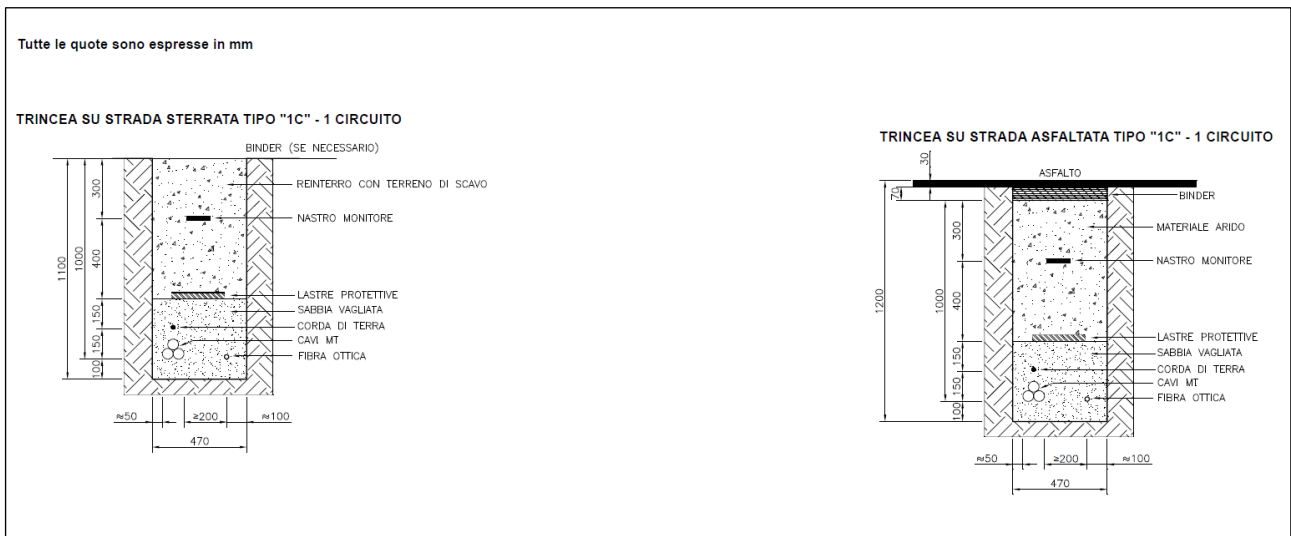 Tutte le quote sono espresse in mm
TRINCEA SU STRADA STERRATA TIPO "1C" - 1 CIRCUITO
BINDER (SE NECESSARIO)
REINTERRO CON TERRENO DI SCAVO
NASTRO MONITORE
LASTRE PROTETTIVE
SABBIA VAGLIATA
CORDA DI TERRA
CAVI MT
FIBRA OTTICA
1100
1000
300
400
150
150
100
≈50
≥200
≈100
470
TRINCEA SU STRADA ASFALTATA TIPO "1C" - 1 CIRCUITO
30
ASFALTO
70
BINDER
MATERIALE ARIDO
NASTRO MONITORE
LASTRE PROTETTIVE
SABBIA VAGLIATA
CORDA DI TERRA
CAVI MT
FIBRA OTTICA
1200
1000
300
400
150
150
100
≈50
≥200
≈100
470